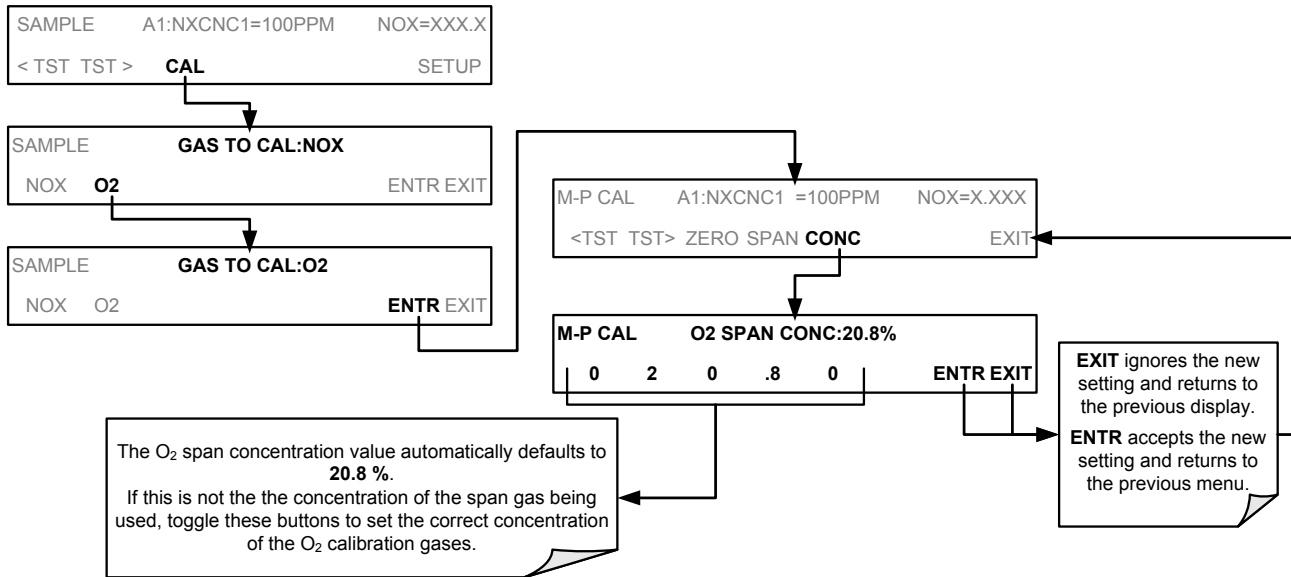 SAMPLE A1:NXCNC1=100PPM NOX=XXX.X
< TST TST > CAL SETUP
SAMPLE GAS TO CAL:NOX
NOX O2 ENTR EXIT
SAMPLE GAS TO CAL:O2
NOX O2 ENTR EXIT
M-P CAL A1:NXCNC1 =100PPM NOX=X.XXX
<TST TST> ZERO SPAN CONC EXIT
M-P CAL O2 SPAN CONC:20.8%
0 2 0 .8 0 ENTR EXIT
The O₂ span concentration value automatically defaults to
20.8 %.
If this is not the the concentration of the span gas being
used, toggle these buttons to set the correct concentration
of the O₂ calibration gases.
EXIT ignores the new
setting and returns to
the previous display.
ENTR accepts the new
setting and returns to
the previous menu.